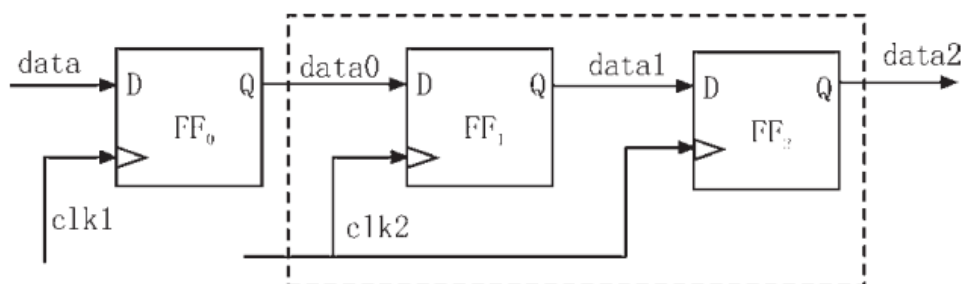 data
D
Q
FF₀
clk1
data0
D
Q
FF₁
clk2
data1
D
Q
FF₂
data2